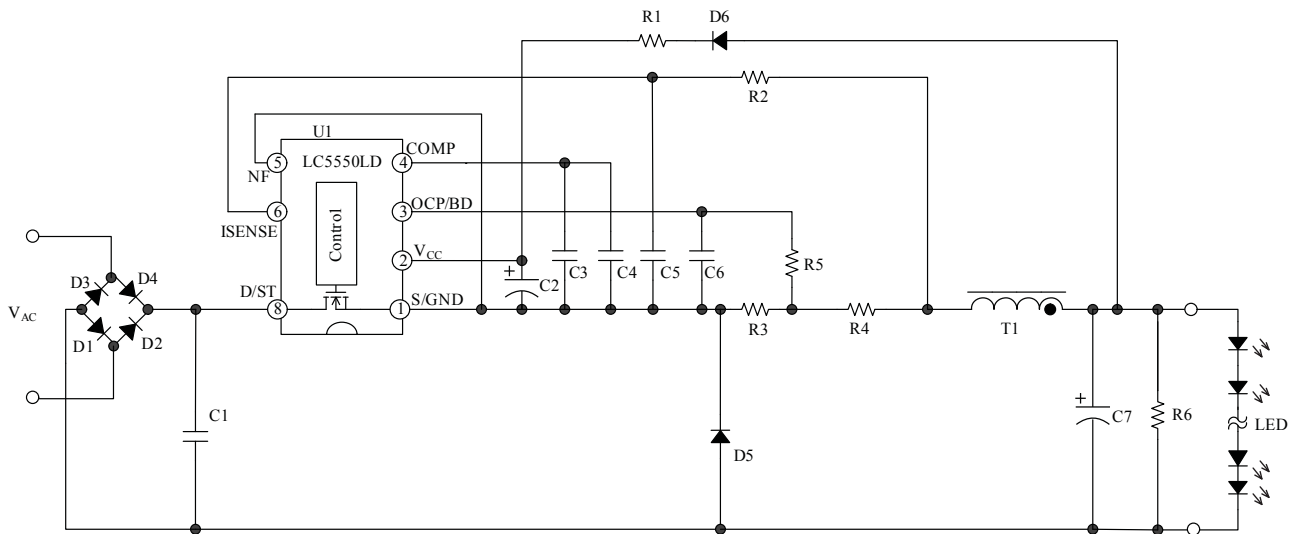 R1
D6
R2
U1
5
LC5550LD
4
COMP
NF
6
Control
3
OCP/BD
ISENSE
2
VCC
C2
C3
C4
C5
C6
R5
D3
D4
D/ST
8
1
S/GND
VAC
D1
D2
R3
R4
T1
C1
D5
C7
R6
LED
+
+